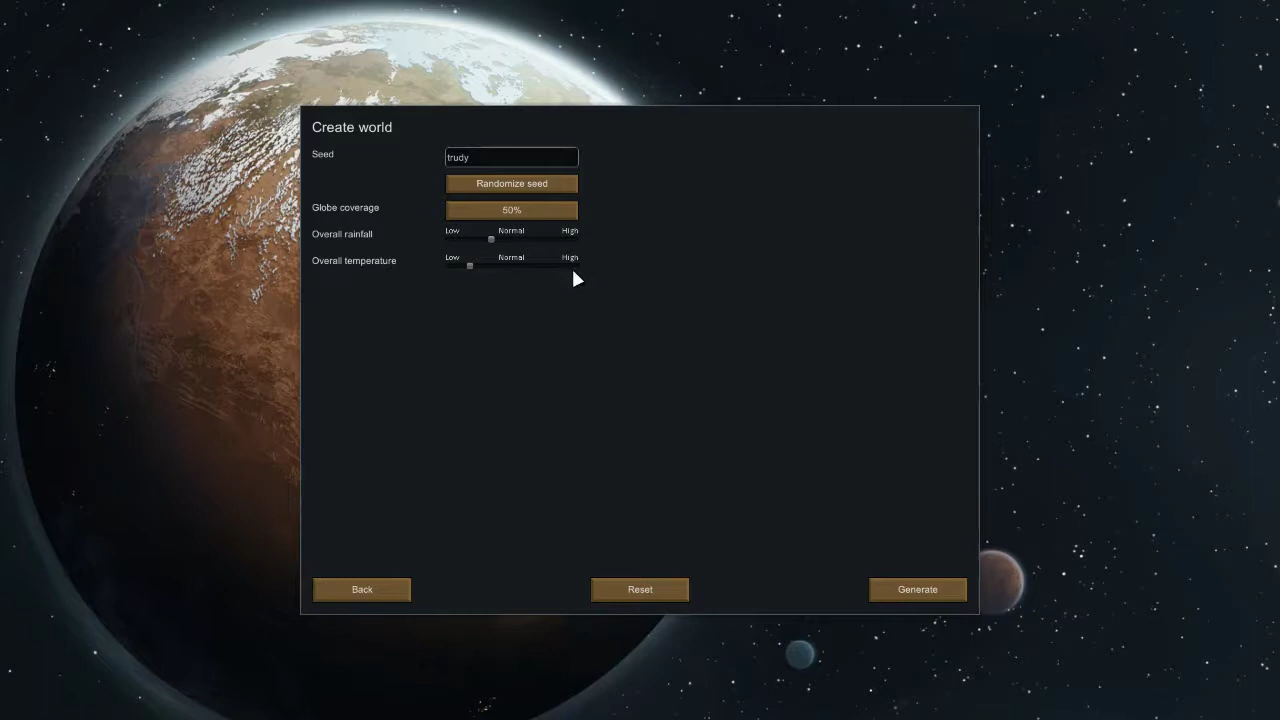 Create world
Seed
trudy
Randomize seed
Globe coverage
50%
Overall rainfall
Low Normal High
Overall temperature
Low Normal High
Back
Reset
Generate